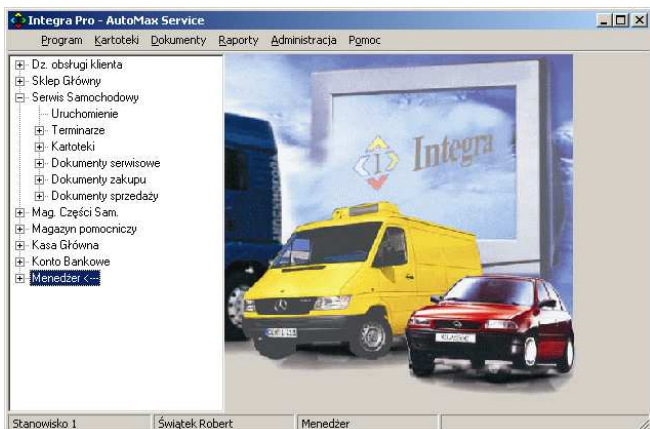 Integra Pro - AutoMax Service
Program Kartoteki Dokumenty Raporty Administracja Pomoc
Dz. obsługi klienta
Sklep Główny
Serwis Samochodowy
Uruchomienie
Terminarze
Kartoteki
Dokumenty serwisowe
Dokumenty zakupu
Dokumenty sprzedaży
Mag. Części Sam.
Magazyn pomocniczy
Kasa Główna
Konto Bankowe
Menedżer <---
Integra
Stanowisko 1 Świątek Robert Menedżer